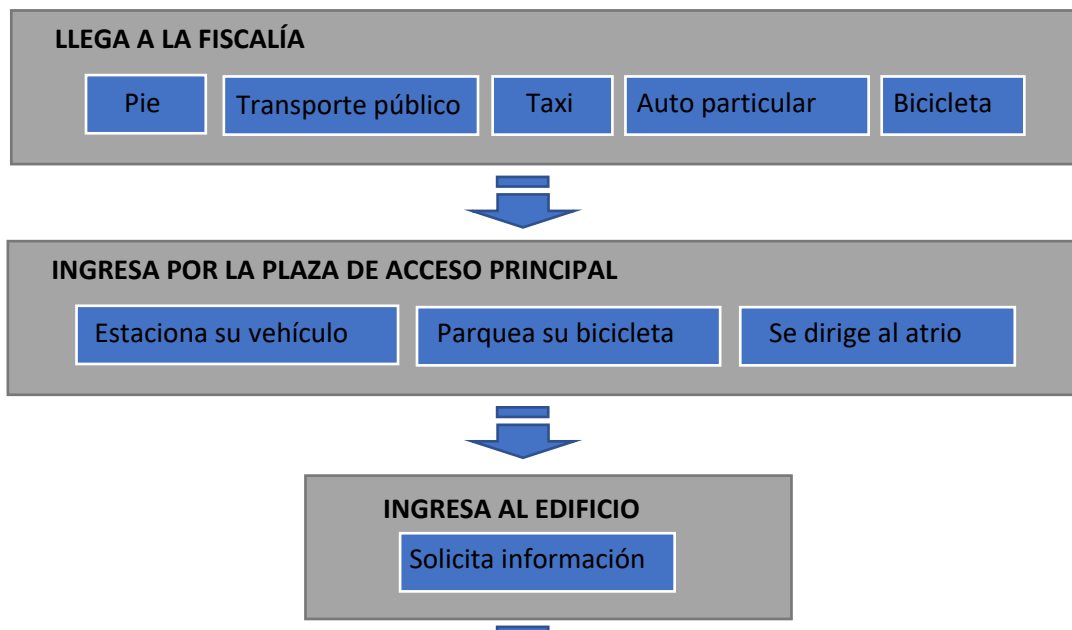 LLEGA A LA FISCALÍA
Pie
Transporte público
Taxi
Auto particular
Bicicleta
INGRESA POR LA PLAZA DE ACCESO PRINCIPAL
Estaciona su vehículo
Parquea su bicicleta
Se dirige al atrio
INGRESA AL EDIFICIO
Solicita información